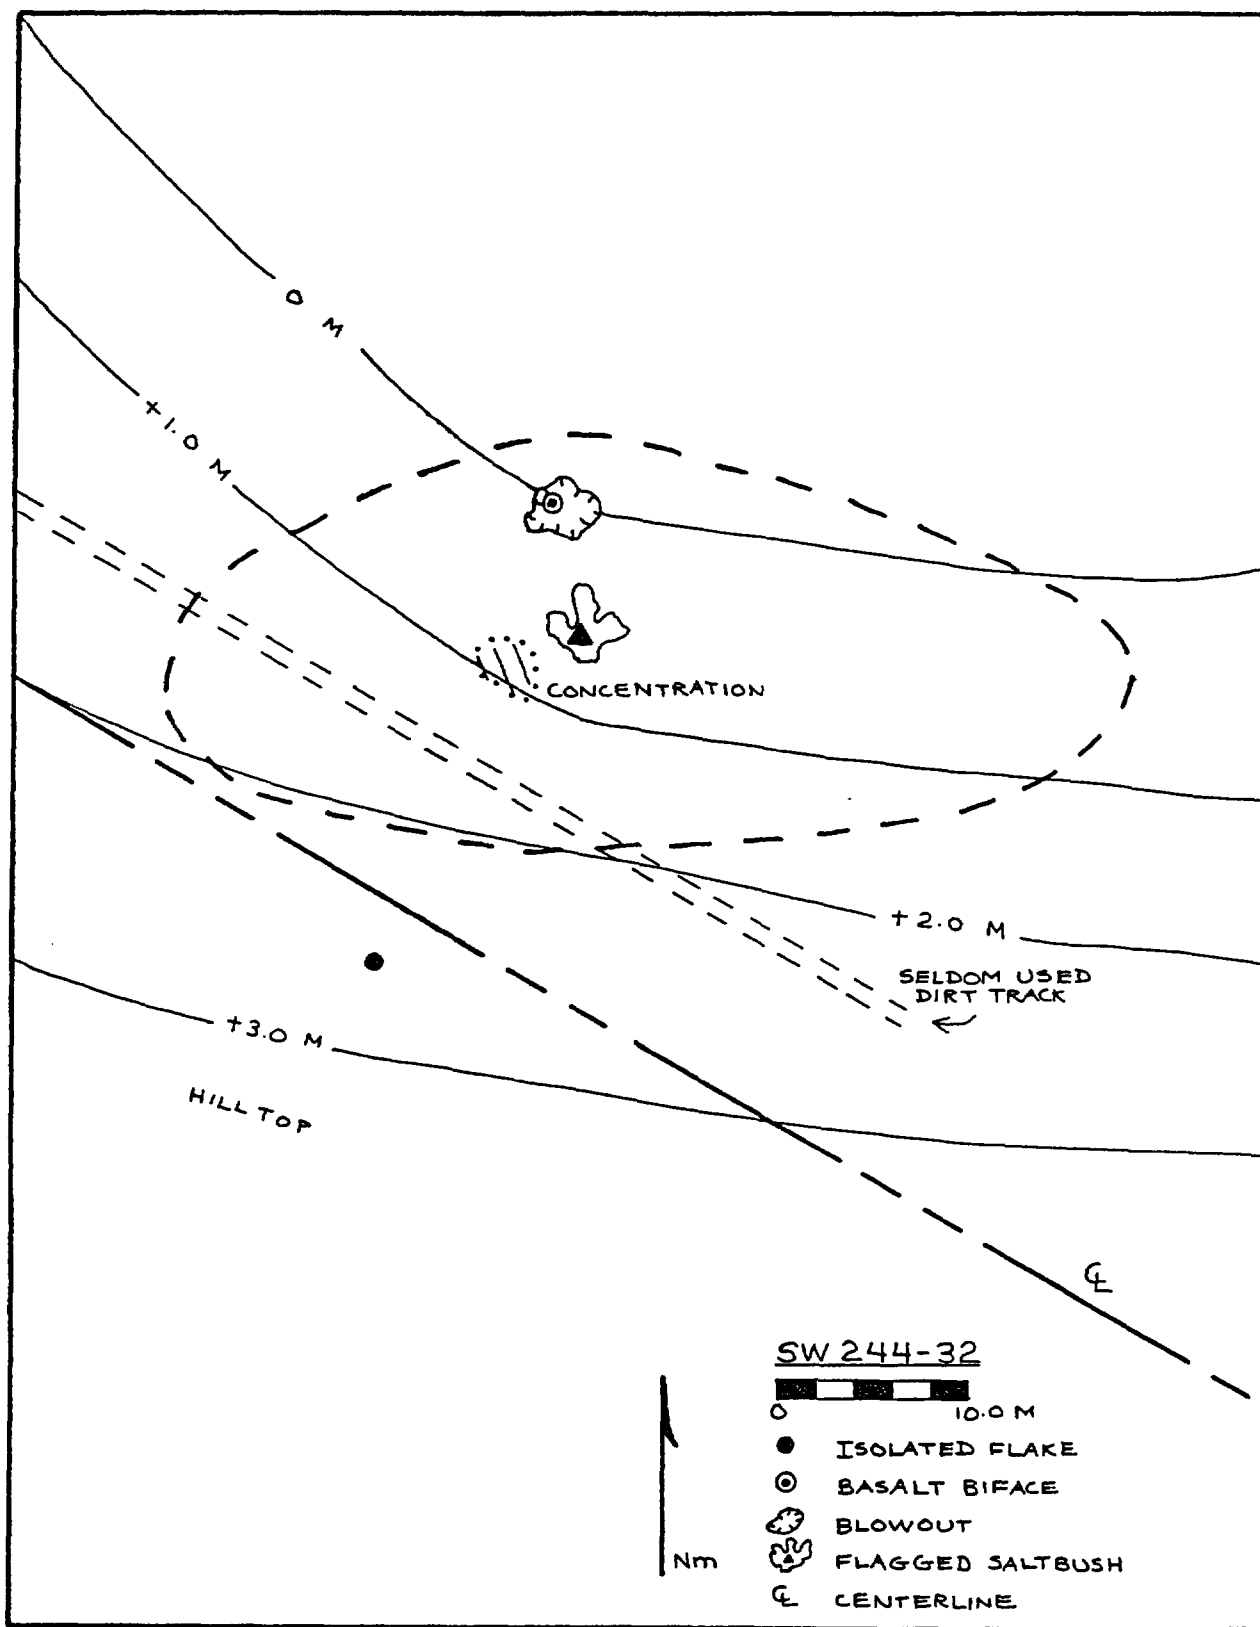 0 M
+1.0 M
CONCENTRATION
+2.0 M
SELDOM USED
DIRT TRACK
+3.0 M
HILL TOP
℄
SW 244-32
0 10.0 M
ISOLATED FLAKE
BASALT BIFACE
BLOWOUT
Nm
FLAGGED SALTBUSH
℄ CENTERLINE